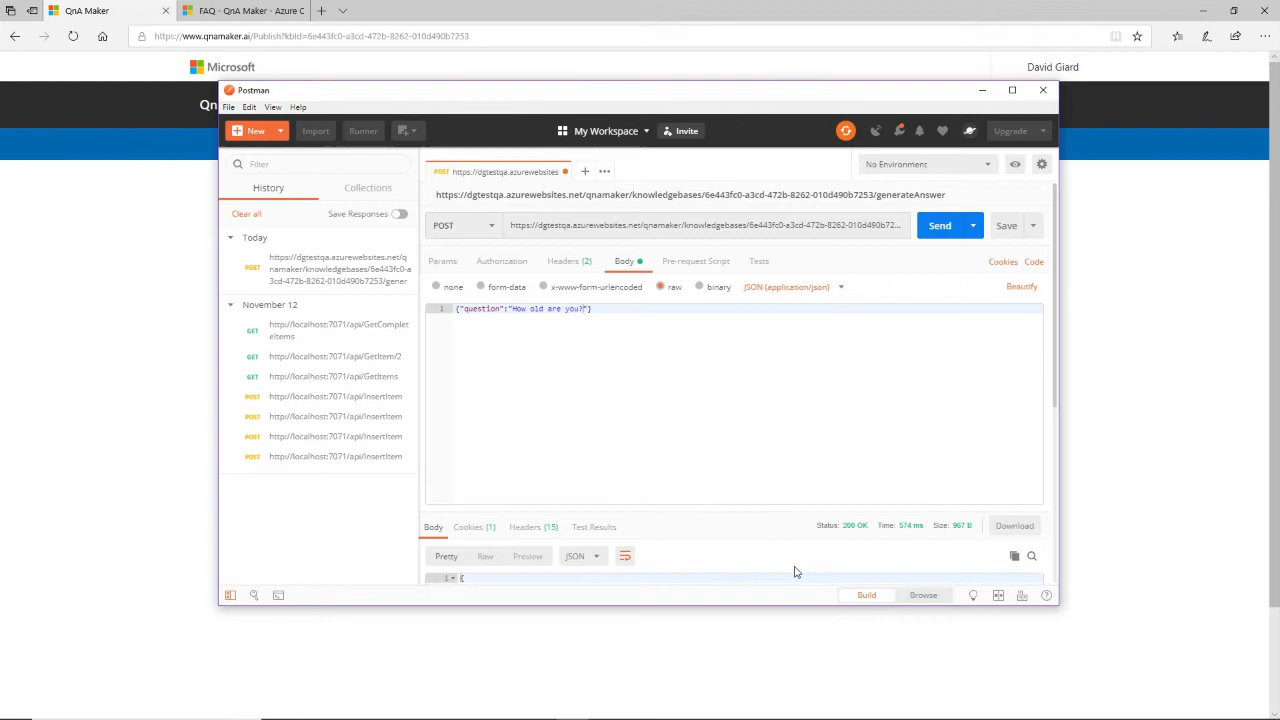 QnA Maker
FAQ - QnA Maker - Azure C
https://www.qnamaker.ai/Publish?kbId=6e443fc0-a3cd-472b-8262-010d490b7253
Microsoft
David Giard
Qn
Postman
File Edit View Help
New
Import
Runner
My Workspace
Invite
Upgrade
Filter
History
Collections
Clear all
Save Responses
Today
POST
https://dgtestqa.azurewebsites.net/q
namaker/knowledgebases/6e443fc0-a
3cd-472b-8262-010d490b7253/gener
November 12
GET http://localhost:7071/api/GetComplet
eItems
GET http://localhost:7071/api/GetItem/2
GET http://localhost:7071/api/GetItems
POST http://localhost:7071/api/InsertItem
POST http://localhost:7071/api/InsertItem
POST http://localhost:7071/api/InsertItem
POST http://localhost:7071/api/InsertItem
POST https://dgtestqa.azurewebsites
No Environment
https://dgtestqa.azurewebsites.net/qnamaker/knowledgebases/6e443fc0-a3cd-472b-8262-010d490b7253/generateAnswer
POST
https://dgtestqa.azurewebsites.net/qnamaker/knowledgebases/6e443fc0-a3cd-472b-8262-010d490b72...
Send
Save
Params Authorization Headers (2) Body Pre-request Script Tests
Cookies Code
none form-data x-www-form-urlencoded raw binary JSON (application/json)
Beautify
1 {"question":"How old are you?"}
Body Cookies (1) Headers (15) Test Results
Status: 200 OK Time: 574 ms Size: 967 B
Download
Pretty Raw Preview JSON
1 {
Build
Browse